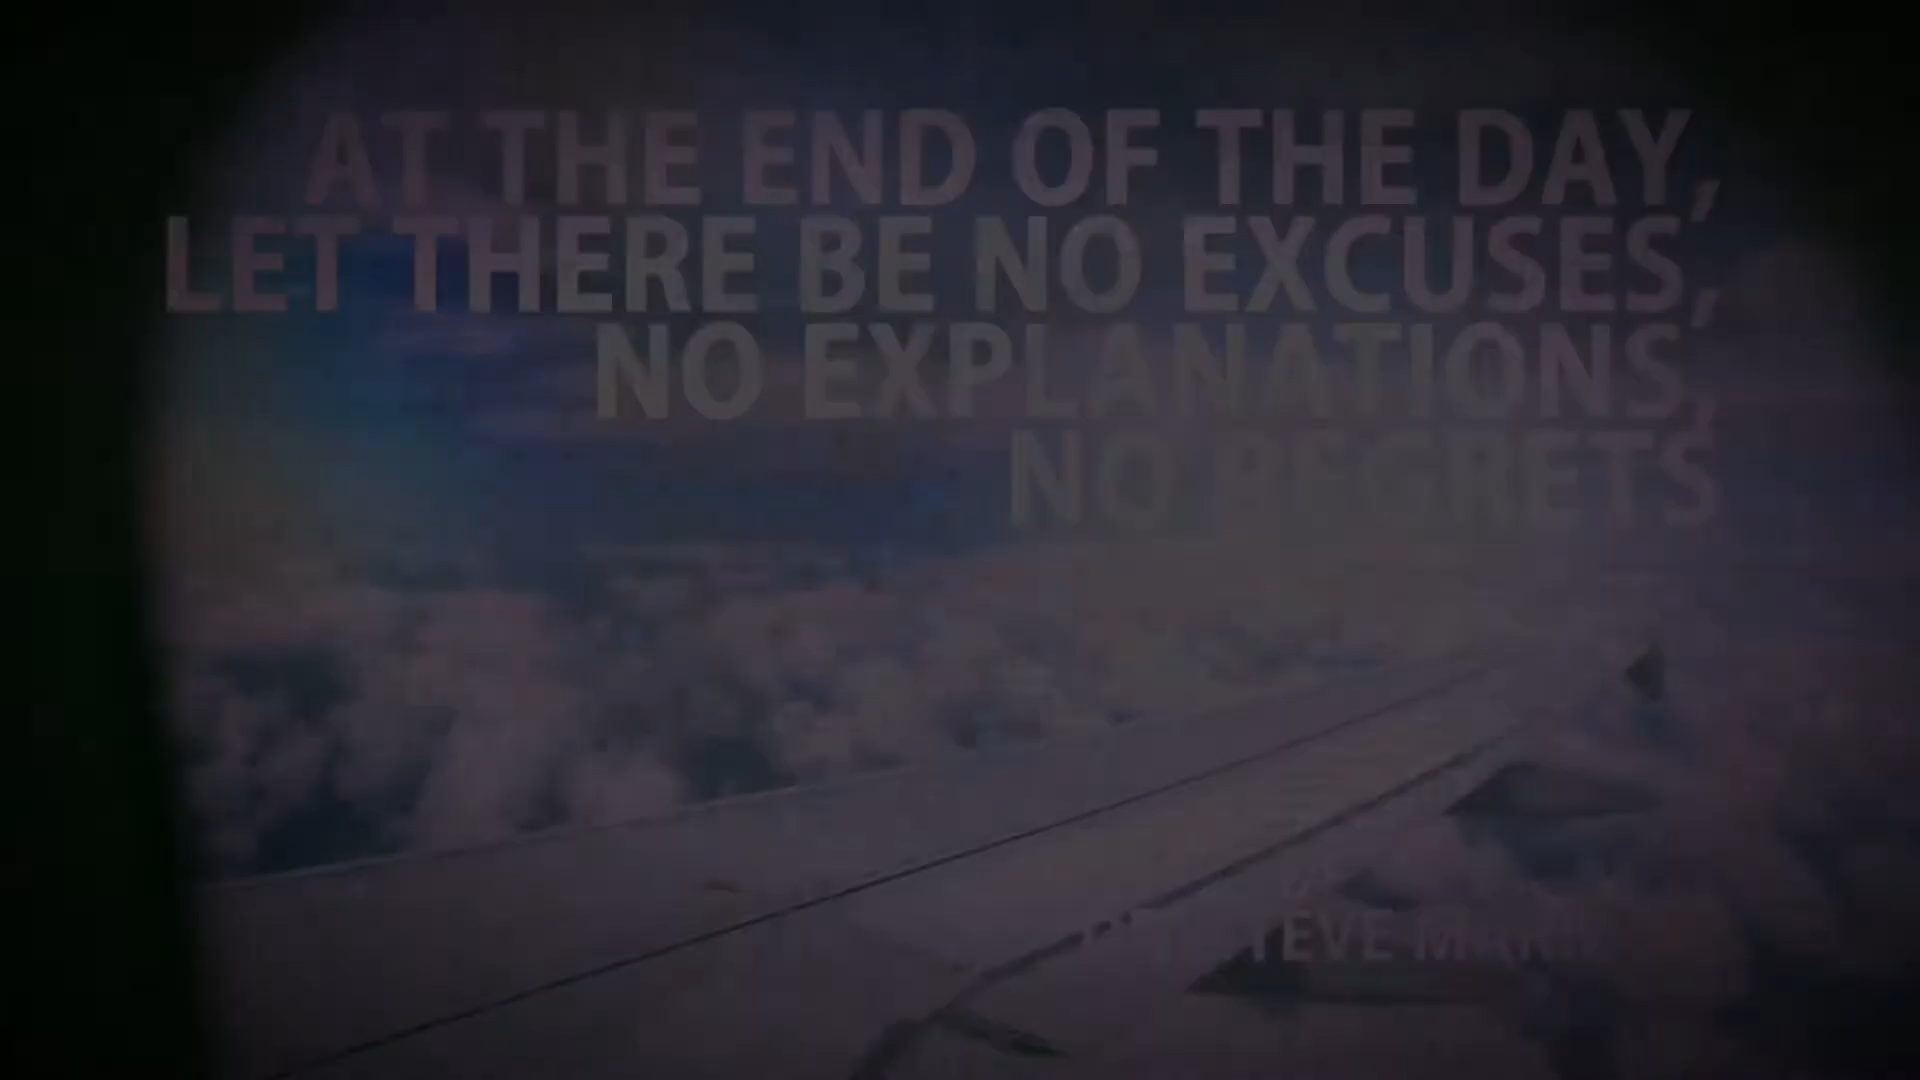 AT THE END OF THE DAY,
LET THERE BE NO EXCUSES,
NO EXPLANATIONS,
NO REGRETS